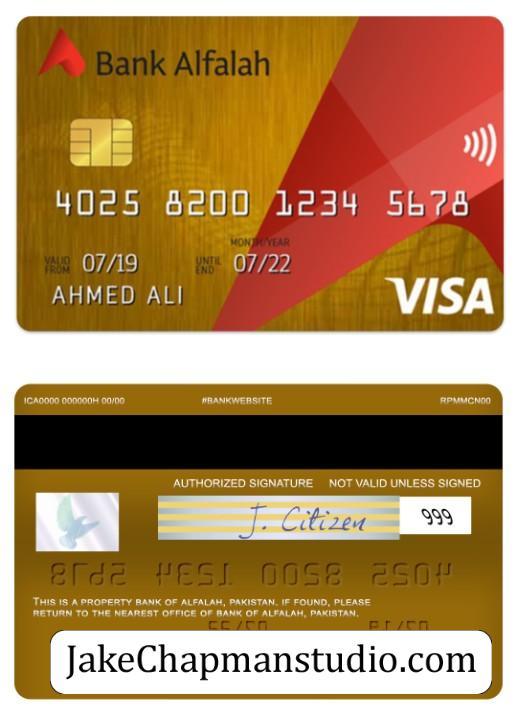 Bank Alfalah
4025 8200 1234 5678
MONTH/YEAR
VALID FROM 07/19 UNTIL END 07/22
AHMED ALI
VISA
ICA0000 000000H 00/00 #BANKWEBSITE RPMMCN00
AUTHORIZED SIGNATURE NOT VALID UNLESS SIGNED
J. Citizen 999
THIS IS A PROPERTY BANK OF ALFALAH, PAKISTAN. IF FOUND, PLEASE
RETURN TO THE NEAREST OFFICE OF BANK OF ALFALAH, PAKISTAN.
JakeChapmanstudio.com